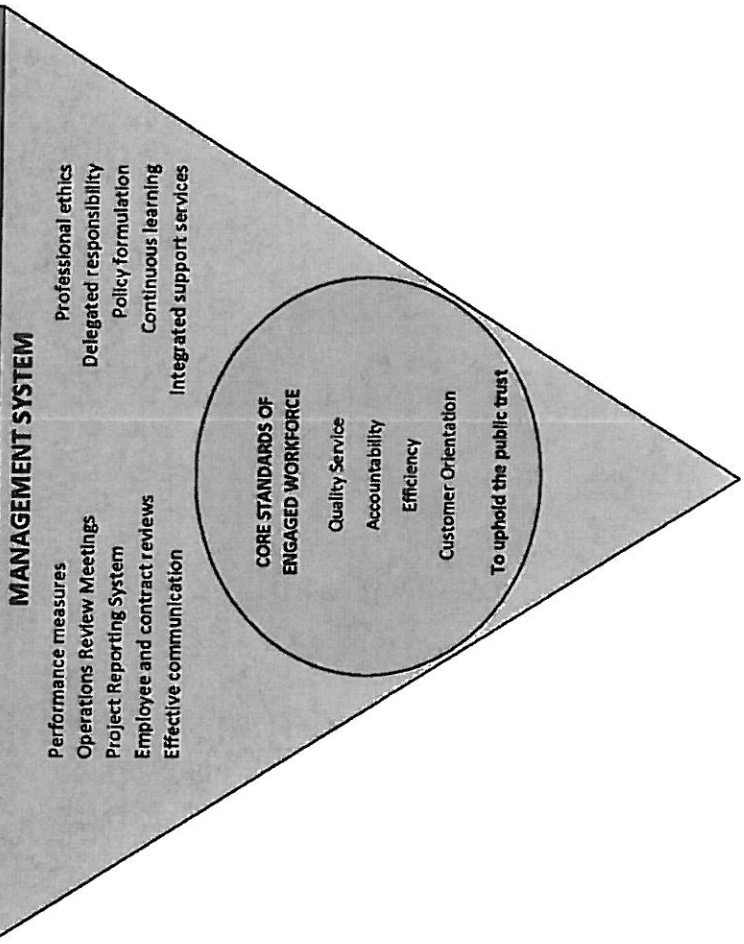 MANAGEMENT SYSTEM
Performance measures
Operations Review Meetings
Project Reporting System
Employee and contract reviews
Effective communication
Professional ethics
Delegated responsibility
Policy formulation
Continuous learning
Integrated support services
CORE STANDARDS OF
ENGAGED WORKFORCE
Quality Service
Accountability
Efficiency
Customer Orientation
To uphold the public trust